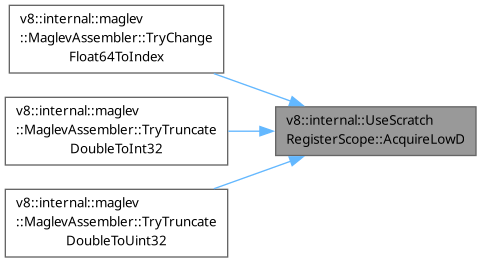 v8::internal::maglev
::MaglevAssembler::TryChange
Float64ToIndex
v8::internal::maglev
::MaglevAssembler::TryTruncate
DoubleToInt32
v8::internal::maglev
::MaglevAssembler::TryTruncate
DoubleToUint32
v8::internal::UseScratch
RegisterScope::AcquireLowD